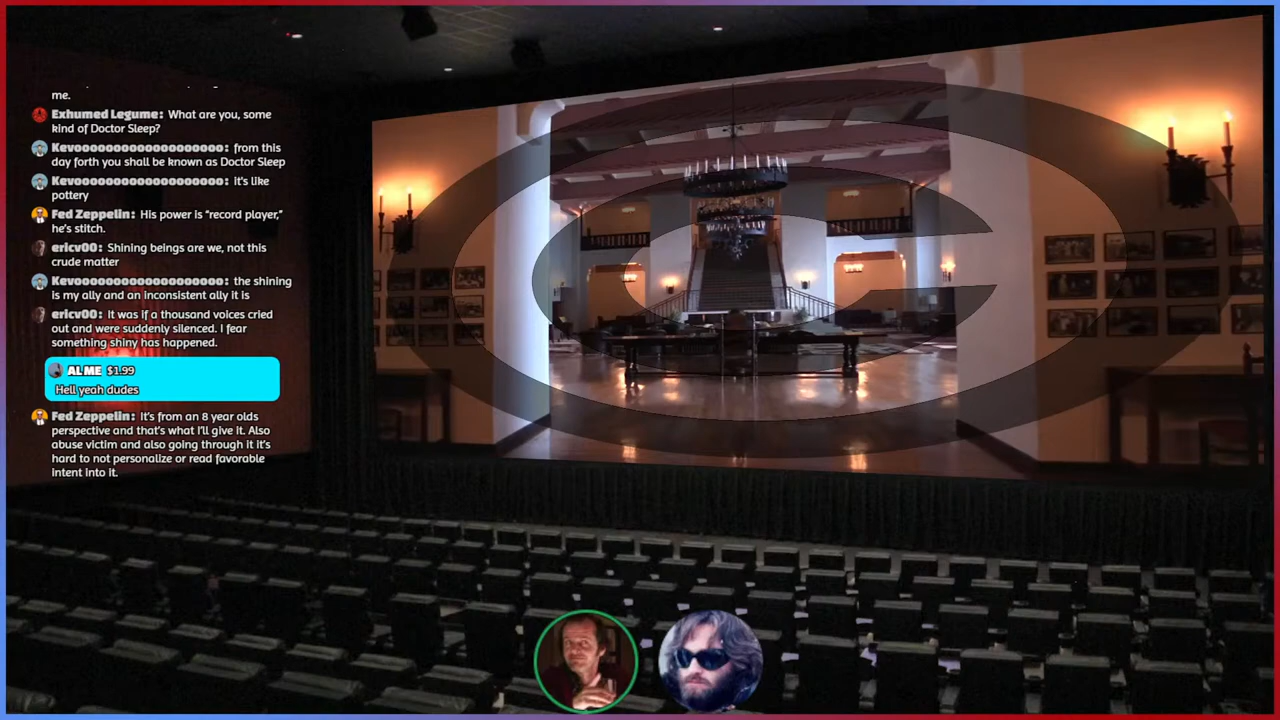 me.
Exhumed Legume: What are you, some
kind of Doctor Sleep?
Kevoooooooooooooooooooo: from this
day forth you shall be known as Doctor Sleep
Kevoooooooooooooooooooo: it's like
pottery
Fed Zeppelin: His power is “record player,”
he’s stitch.
ericv00: Shining beings are we, not this
crude matter
Kevoooooooooooooooooooo: the shining
is my ally and an inconsistent ally it is
ericv00: It was if a thousand voices cried
out and were suddenly silenced. I fear
something shiny has happened.
AL ME $1.99
Hell yeah dudes
Fed Zeppelin: It’s from an 8 year olds
perspective and that’s what I’ll give it. Also
abuse victim and also going through it it’s
hard to not personalize or read favorable
intent into it.